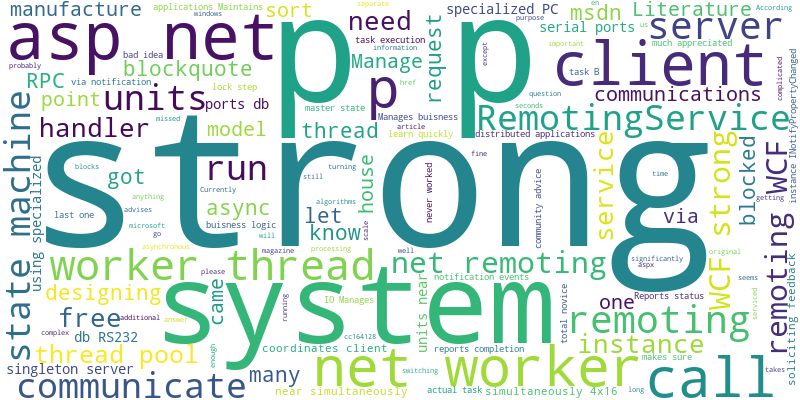 manufacture
applications Maintains
windows
separate
sort
need
specialized PC
msdn
Literature
en
us
According
probably
asp net
bad idea
blockquote
task execution
information
Manage
except
purpose
request
serial ports
server
much appreciated
important
complicated
RPC
via notification
lock step
href
client
task B
point
units
ports db
master state
Manages buisness
article
p
p
p
seconds
question
communications
handler
missed
model
thread
learn quickly
distributed applications
RemotingService
lets step
state machine
using specialized
strong
blocks
got
run
Currently
anything
still
turning
house
never worked
fine
community advice
service
time
blocked
WCF
remoting
instance INotifyPropertyChanged
last one
advises
microsoft
go
async
buisness logic
will
let
know
algorithms
scale
via
getting
asynchronous
magazine
processing
well
original
worker thread
net remoting
significantly
aspx
WCF strong
seems
serviced
soliciting feedback
designing
please
system
notification events
one
Reports status
free
came
running
IO Manages
units near
total novice
remoting
db RS232
additional
cc164128
complex
answer
coordinates client
reports completion
instance
thread pool
enough
net worker
switching
makes sure
singleton server
many
takes
communicate
near simultaneously
actual task
simultaneously 4x16
long
call